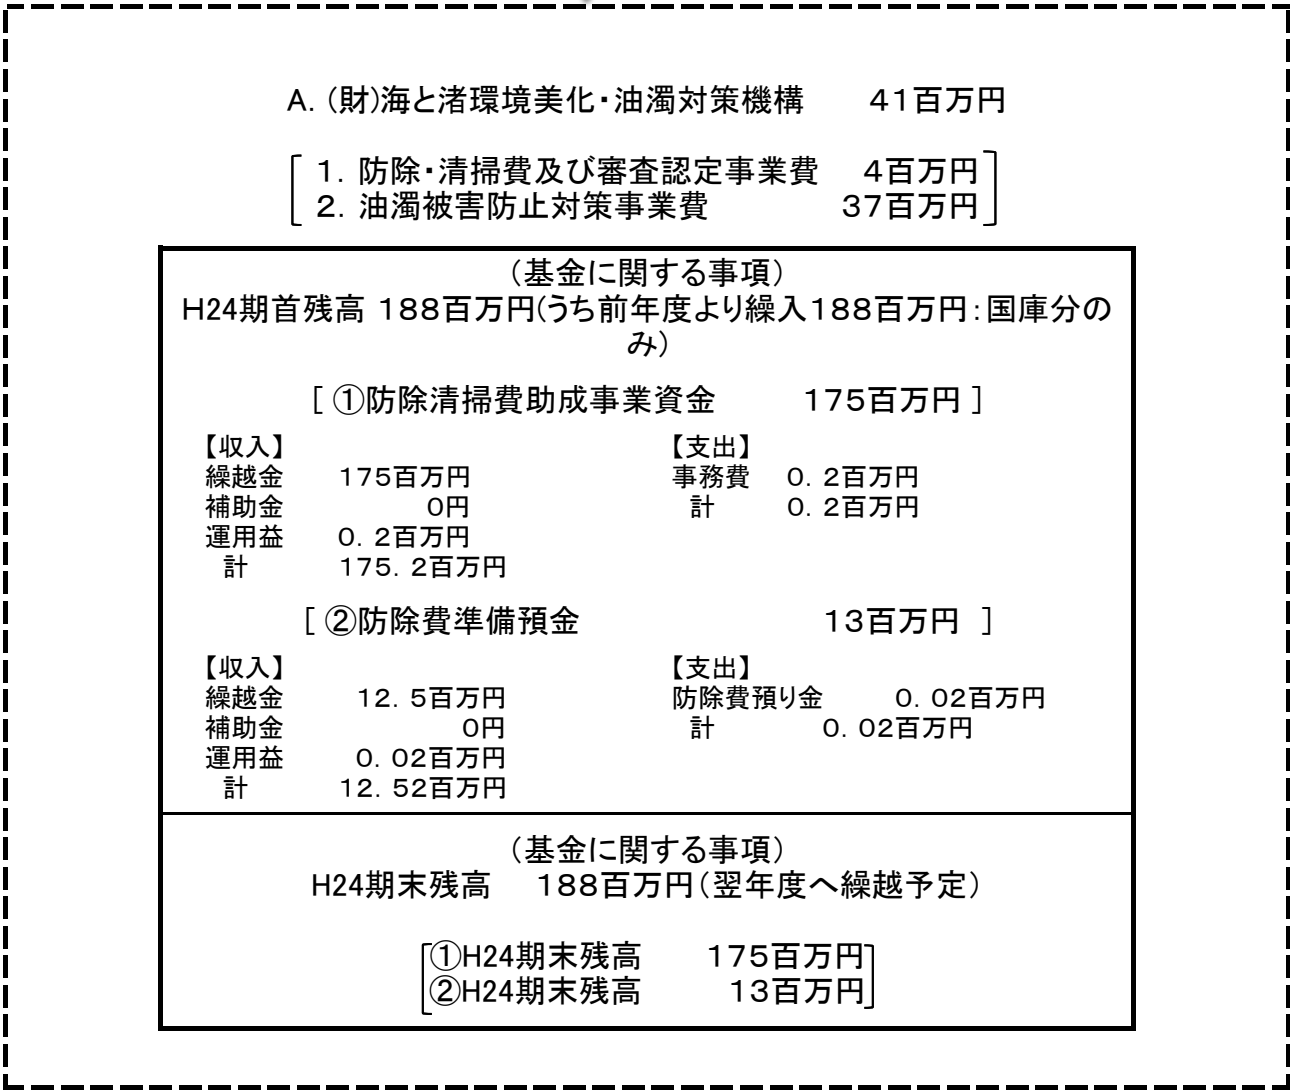 A．(財)海と渚環境美化・油濁対策機構　　４１百万円
１．防除・清掃費及び審査認定事業費　４百万円
２．油濁被害防止対策事業費　　　　３７百万円
（基金に関する事項）
H24期首残高 １８８百万円(うち前年度より繰入１８８百万円：国庫分の
み）
［ ①防除清掃費助成事業資金　　　１７５百万円 ］
【収入】　　　　　　　　　　【支出】
繰越金　　１７５百万円　　　　　事務費　０．２百万円
補助金　　　　　０円　　　　　　計　　０．２百万円
運用益　　０．２百万円
計　　　１７５．２百万円
［ ②防除費準備預金　　　　　　　１３百万円 ］
【収入】　　　　　　　　　　【支出】
繰越金　　１２．５百万円　　　　防除費預り金　　０．０２百万円
補助金　　　　　　０円　　　　　計　　　０．０２百万円
運用益　　０．０２百万円
計　　　１２．５２百万円
（基金に関する事項）
H24期末残高　　１８８百万円（翌年度へ繰越予定）
①H24期末残高　　１７５百万円
②H24期末残高　　　１３百万円